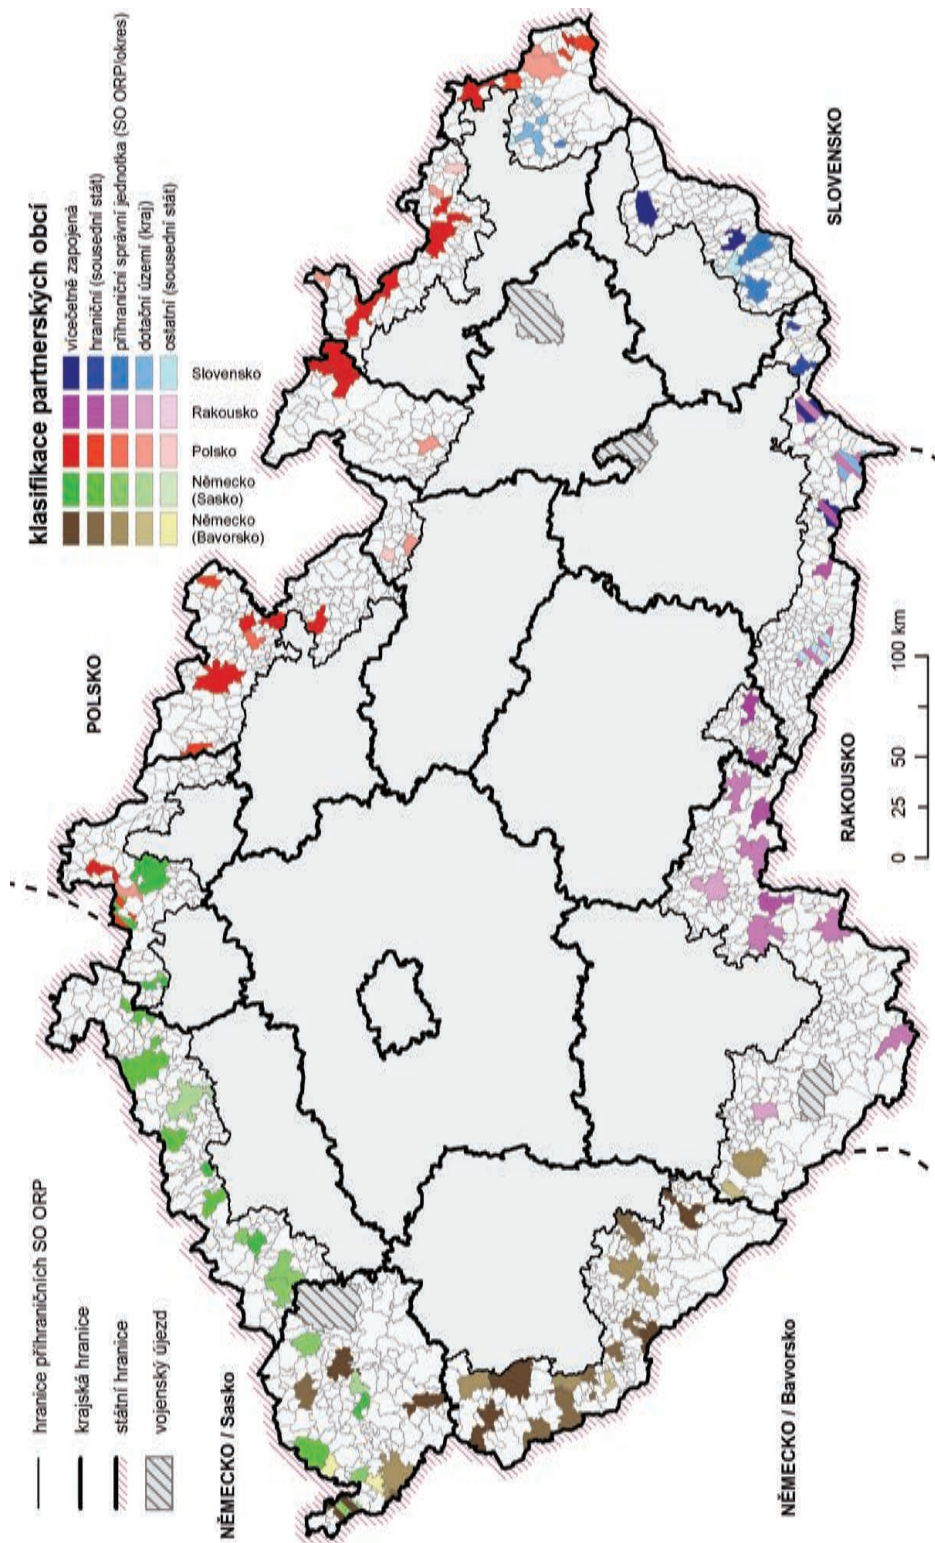 hranice příhraničních SO ORP
krajská hranice
státní hranice
vojenský újezd
klasifikace partnerských obcí
vícečetně zapojená
hraniční (sousední stát)
příhraniční správní jednotka (SO ORP/okres)
dotační území (kraj)
ostatní (sousední stát)
Slovensko
Rakousko
Polsko
Německo
(Sasko)
Německo
(Bavorsko)
POLSKO
NĚMECKO / Sasko
SLOVENSKO
RAKOUSKO
NĚMECKO / Bavorsko
0 25 50 100 km